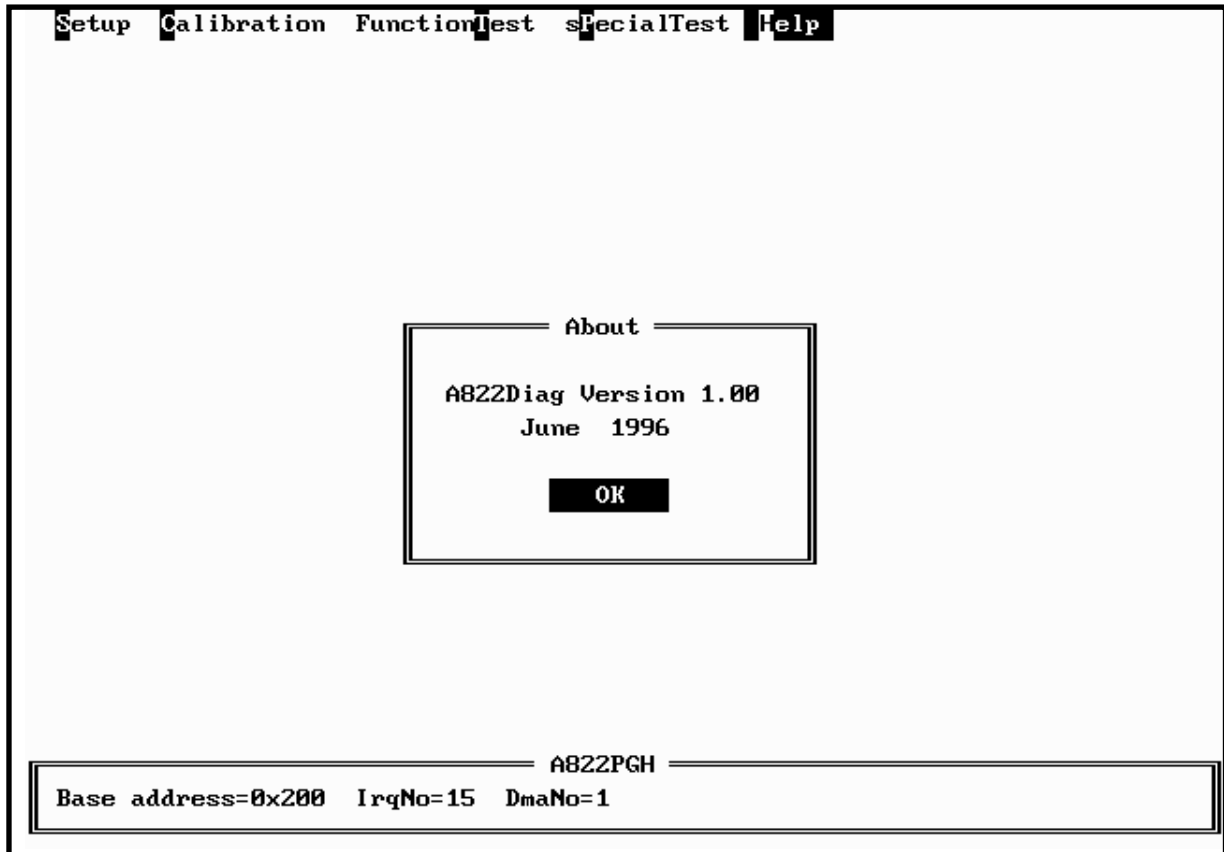 Setup Calibration FunctionTest sPecialTest Help
About
A822Diag Version 1.00
June 1996
OK
A822PGH
Base address=0x200 IrqNo=15 DmaNo=1